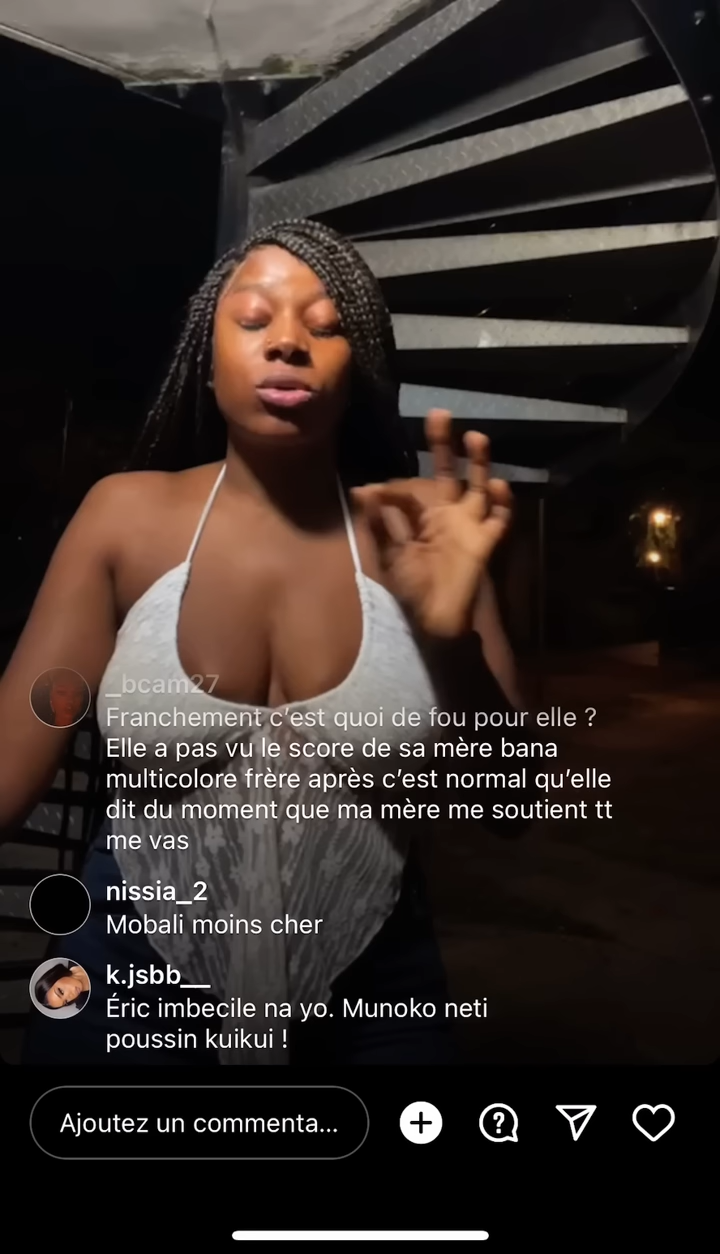 _bcam27
Franchement c’est quoi de fou pour elle ?
Elle a pas vu le score de sa mère bana
multicolore frère après c’est normal qu’elle
dit du moment que ma mère me soutient tt
me vas
nissia_2
Mobali moins cher
k.jsbb__
Éric imbecile na yo. Munoko neti
poussin kuikui !
Ajoutez un commenta...